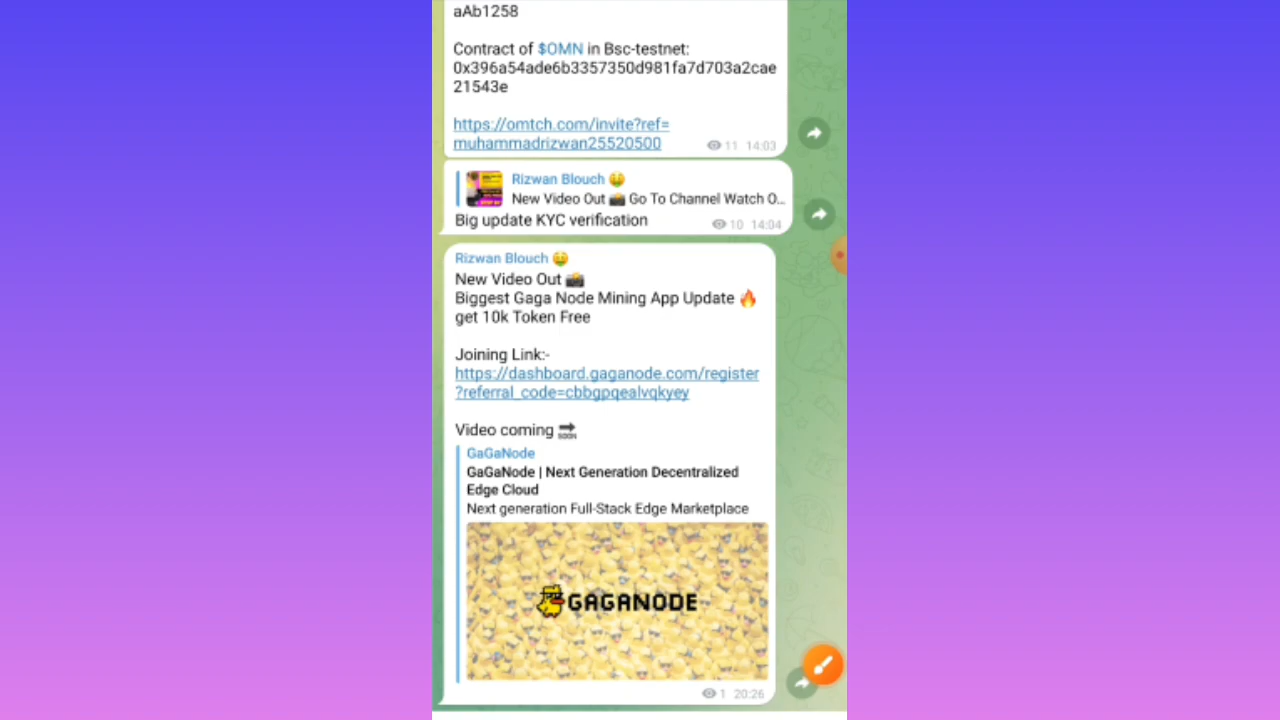 aAb1258
Contract of $OMN in Bsc-testnet:
0x396a54ade6b3357350d981fa7d703a2cae
21543e
https://omtch.com/invite?ref=
muhammadrizwan25520500
11 14:03
Rizwan Blouch 🤑
New Video Out 📸 Go To Channel Watch O...
Big update KYC verification
10 14:04
Rizwan Blouch 🤑
New Video Out 📸
Biggest Gaga Node Mining App Update 🔥
get 10k Token Free
Joining Link:-
https://dashboard.gaganode.com/register
?referral_code=cbbgpqealvqkyey
Video coming 🔜
GaGaNode
GaGaNode | Next Generation Decentralized
Edge Cloud
Next generation Full-Stack Edge Marketplace
GAGANODE
1 20:26